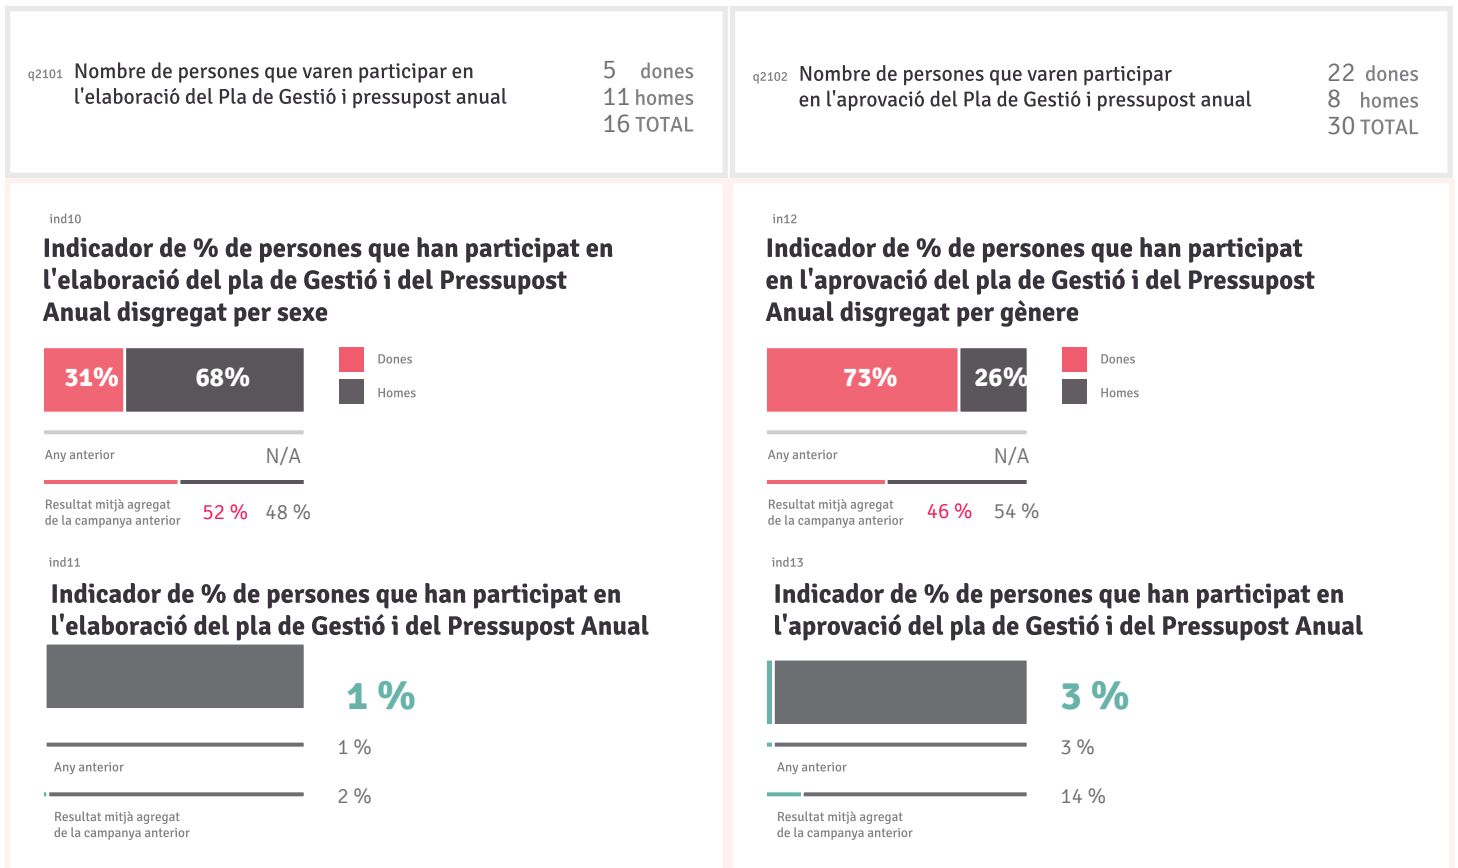 q2101 Nombre de persones que varen participar en
l'elaboració del Pla de Gestió i pressupost anual
5 dones
11 homes
16 TOTAL
q2102 Nombre de persones que varen participar
en l'aprovació del Pla de Gestió i pressupost anual
22 dones
8 homes
30 TOTAL
ind10
Indicador de % de persones que han participat en
l'elaboració del pla de Gestió i del Pressupost
Anual disgregat per sexe
31% 68%
Dones
Homes
Any anterior N/A
Resultat mitjà agregat
de la campanya anterior
52 % 48 %
ind11
Indicador de % de persones que han participat en
l'elaboració del pla de Gestió i del Pressupost Anual
1 %
1 %
Any anterior
2 %
Resultat mitjà agregat
de la campanya anterior
in12
Indicador de % de persones que han participat
en l'aprovació del pla de Gestió i del Pressupost
Anual disgregat per gènere
73% 26%
Dones
Homes
Any anterior N/A
Resultat mitjà agregat
de la campanya anterior
46 % 54 %
ind13
Indicador de % de persones que han participat en
l'aprovació del pla de Gestió i del Pressupost Anual
3 %
3 %
Any anterior
14 %
Resultat mitjà agregat
de la campanya anterior